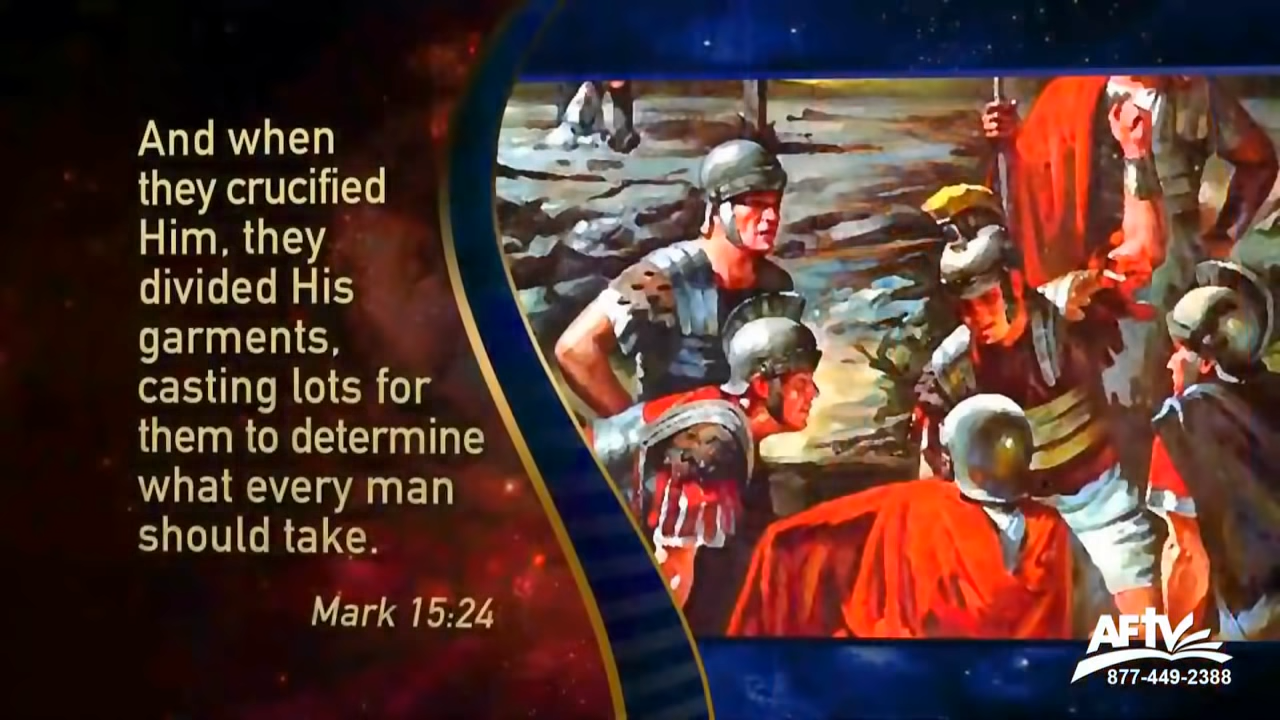 And when
they crucified
Him, they
divided His
garments,
casting lots for
them to determine
what every man
should take.
Mark 15:24
AFtv
877-449-2388